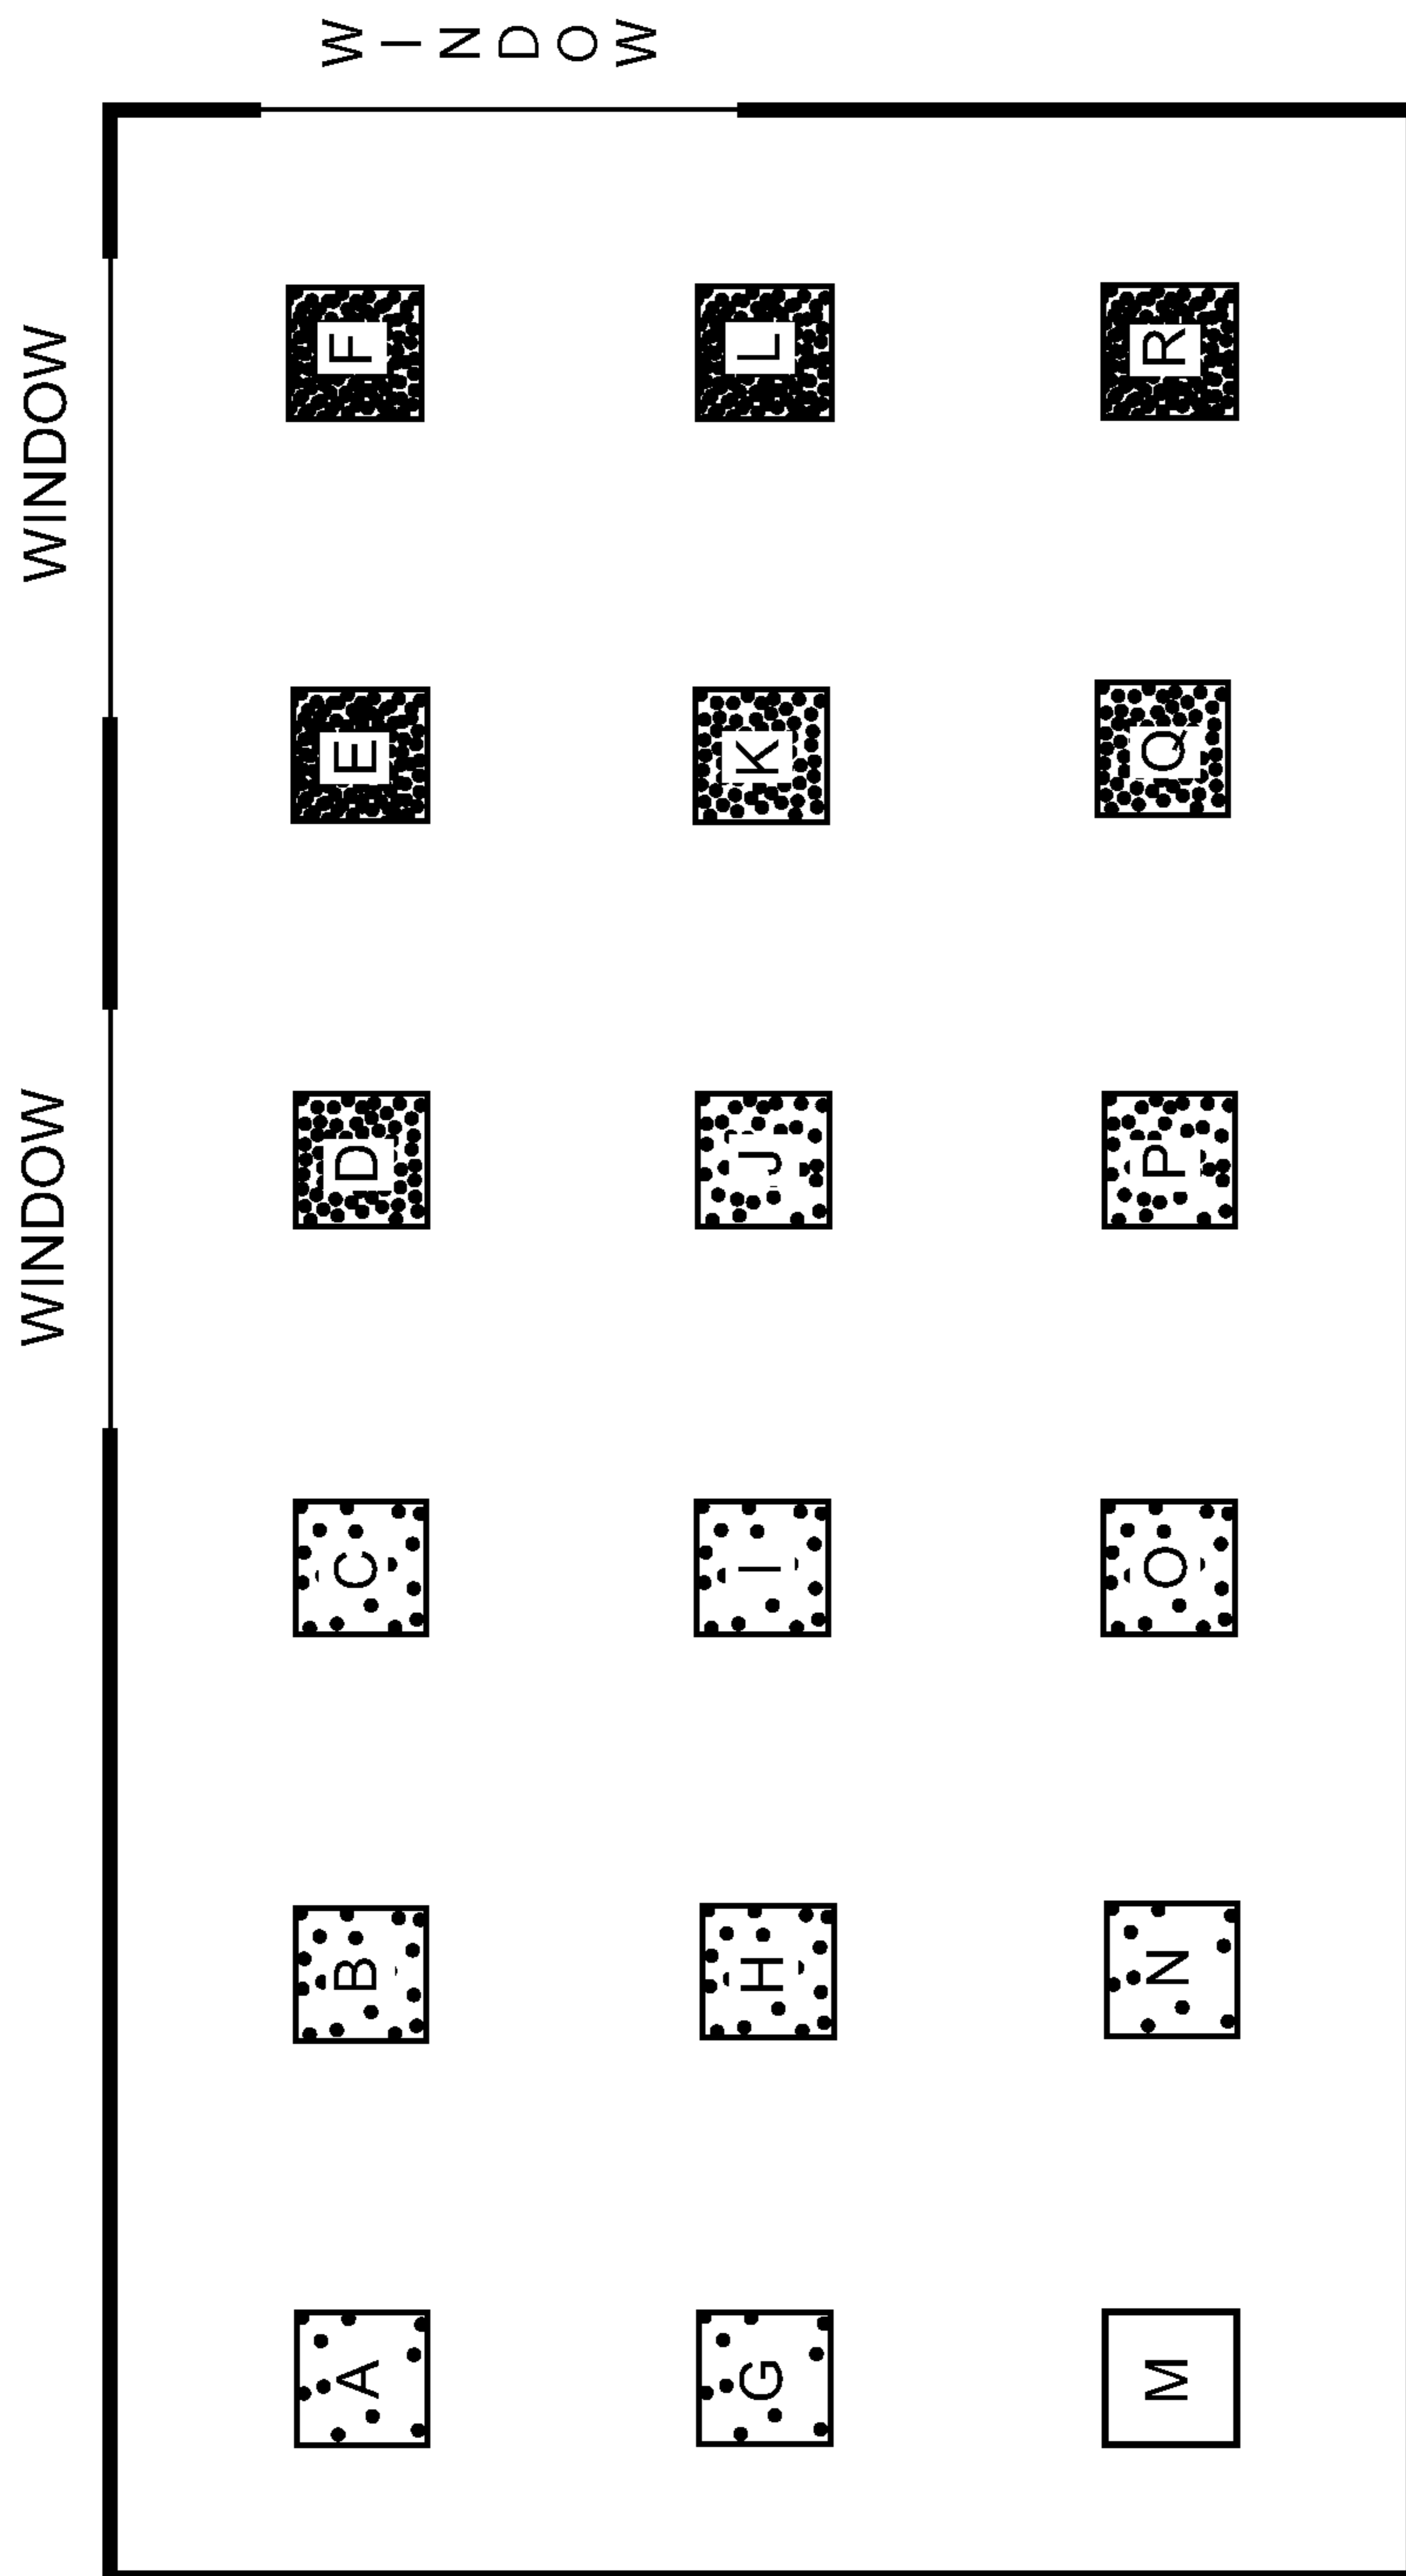 WINDOW
WINDOW
WINDOW
A B C D E F
G H I J K L
M N O P Q R